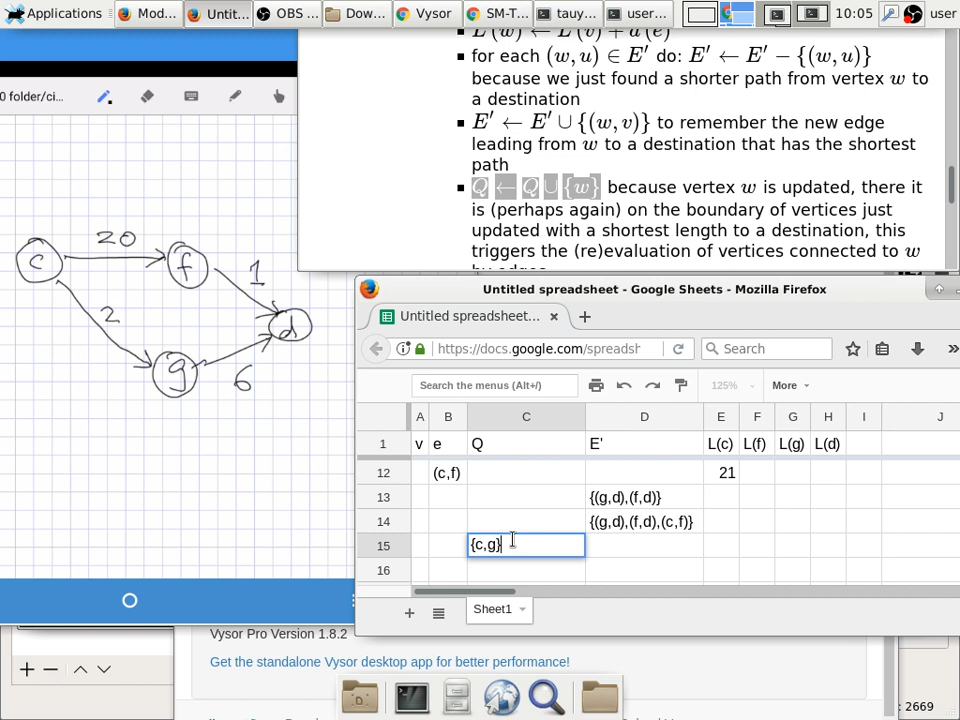 Applications
Mod...
Untit...
OBS ...
Dow...
Vysor
SM-T...
tauy...
user...
10:05
user
0 folder/ci...
L (w) ← L (v) + d (e)
for each (w, u) ∈ E′ do: E′ ← E′ − {(w, u)}
because we just found a shorter path from vertex w to
a destination
E′ ← E′ ∪ {(w, v)} to remember the new edge
leading from w to a destination that has the shortest
path
Q ← Q ∪ {w} because vertex w is updated, there it
is (perhaps again) on the boundary of vertices just
updated with a shortest length to a destination, this
triggers the (re)evaluation of vertices connected to w
by edges
20
c
f
1
2
d
g
6
Untitled spreadsheet - Google Sheets - Mozilla Firefox
Untitled spreadsheet...
https://docs.google.com/spreadsh
Search
Search the menus (Alt+/)
125%
More
A B C D E F G H I J
1 v e Q E' L(c) L(f) L(g) L(d)
12 (c,f) 21
13 {(g,d),(f,d)}
14 {(g,d),(f,d),(c,f)}
15 {c,g}
16
Sheet1
Vysor Pro Version 1.8.2
Get the standalone Vysor desktop app for better performance!
: 2669